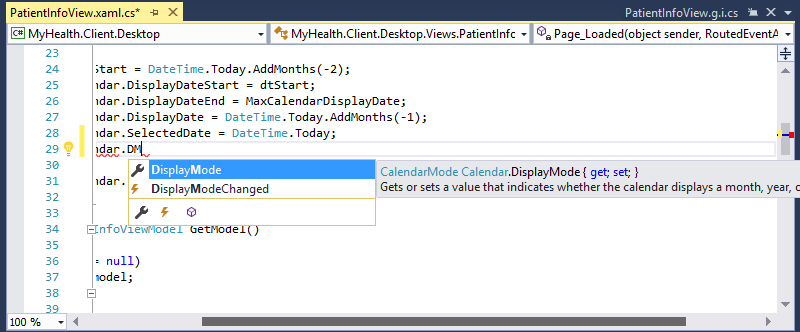 PatientInfoView.xaml.cs*
PatientInfoView.g.i.cs
C# MyHealth.Client.Desktop
MyHealth.Client.Desktop.Views.PatientInfo
Page_Loaded(object sender, RoutedEventA
23
24 Start = DateTime.Today.AddMonths(-2);
25 ndar.DisplayDateStart = dtStart;
26 ndar.DisplayDateEnd = MaxCalendarDisplayDate;
27 ndar.DisplayDate = DateTime.Today.AddMonths(-1);
28 ndar.SelectedDate = DateTime.Today;
29 ndar.DM
30
DisplayMode
CalendarMode Calendar.DisplayMode { get; set; }
31 ndar.
DisplayModeChanged
Gets or sets a value that indicates whether the calendar displays a month, year, o
32
33
34 InfoViewModel GetModel()
35
36 = null)
37 model;
38
39
100 %